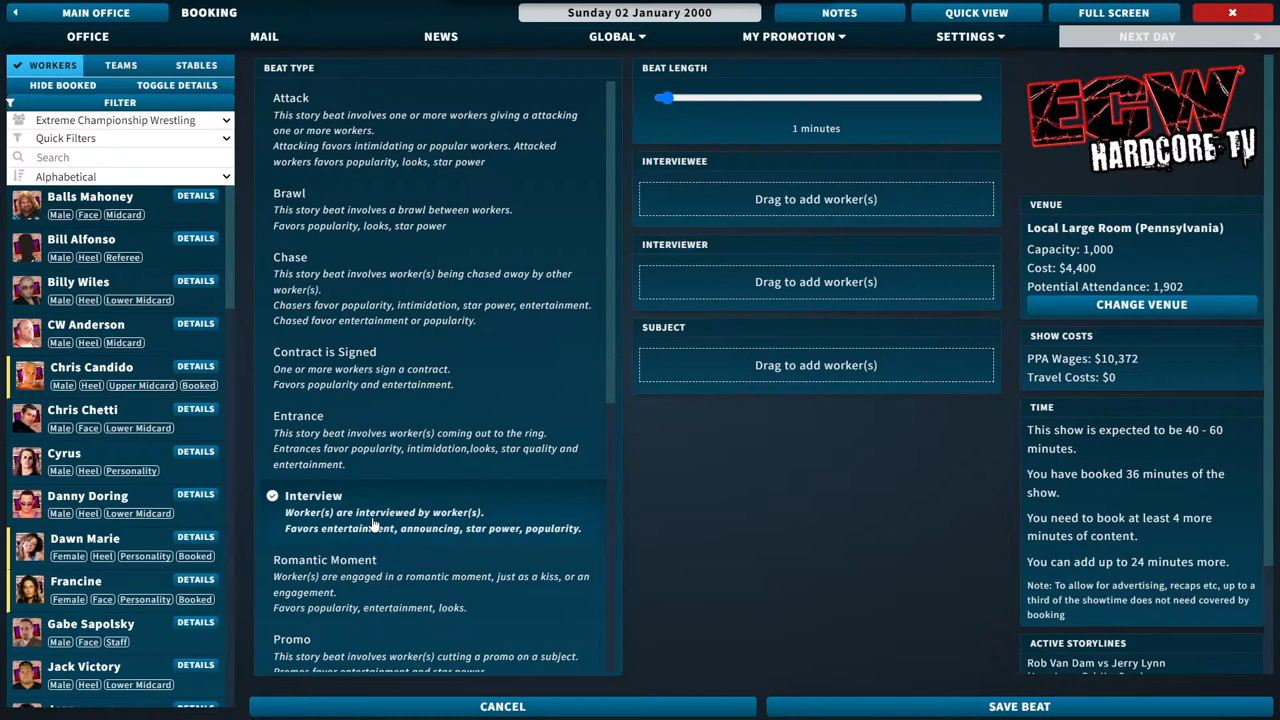 MAIN OFFICE
BOOKING
Sunday 02 January 2000
NOTES
QUICK VIEW
FULL SCREEN
OFFICE
MAIL
NEWS
GLOBAL
MY PROMOTION
SETTINGS
NEXT DAY
WORKERS
TEAMS
STABLES
HIDE BOOKED
TOGGLE DETAILS
FILTER
Extreme Championship Wrestling
Quick Filters
Search
Alphabetical
Balls Mahoney
DETAILS
Male Face Midcard
Bill Alfonso
DETAILS
Male Heel Referee
Billy Wiles
DETAILS
Male Heel Lower Midcard
CW Anderson
DETAILS
Male Heel Midcard
Chris Candido
DETAILS
Male Heel Upper Midcard Booked
Chris Chetti
DETAILS
Male Face Lower Midcard
Cyrus
DETAILS
Male Heel Personality
Danny Doring
DETAILS
Male Heel Lower Midcard
Dawn Marie
DETAILS
Female Heel Personality Booked
Francine
DETAILS
Female Face Personality Booked
Gabe Sapolsky
DETAILS
Male Face Staff
Jack Victory
DETAILS
Male Heel Lower Midcard
BEAT TYPE
Attack
This story beat involves one or more workers giving a attacking
one or more workers.
Attacking favors intimidating or popular workers. Attacked
workers favors popularity, looks, star power
Brawl
This story beat involves a brawl between workers.
Favors popularity, looks, star power
Chase
This story beat involves worker(s) being chased away by other
worker(s).
Chasers favor popularity, intimidation, star power, entertainment.
Chased favor entertainment or popularity.
Contract is Signed
One or more workers sign a contract.
Favors popularity and entertainment.
Entrance
This story beat involves worker(s) coming out to the ring.
Entrances favor popularity, intimidation,looks, star quality and
entertainment.
Interview
Worker(s) are interviewed by worker(s).
Favors entertainment, announcing, star power, popularity.
Romantic Moment
Worker(s) are engaged in a romantic moment, just as a kiss, or an
engagement.
Favors popularity, entertainment, looks.
Promo
This story beat involves worker(s) cutting a promo on a subject.
Promos favor entertainment and star power.
BEAT LENGTH
1 minutes
INTERVIEWEE
Drag to add worker(s)
INTERVIEWER
Drag to add worker(s)
SUBJECT
Drag to add worker(s)
ECW
HARDCORE TV
VENUE
Local Large Room (Pennsylvania)
Capacity: 1,000
Cost: $4,400
Potential Attendance: 1,902
CHANGE VENUE
SHOW COSTS
PPA Wages: $10,372
Travel Costs: $0
TIME
This show is expected to be 40 - 60
minutes.
You have booked 36 minutes of the
show.
You need to book at least 4 more
minutes of content.
You can add up to 24 minutes more.
Note: To allow for advertising, recaps etc, up to a
third of the showtime does not need covered by
booking
ACTIVE STORYLINES
Rob Van Dam vs Jerry Lynn
CANCEL
SAVE BEAT